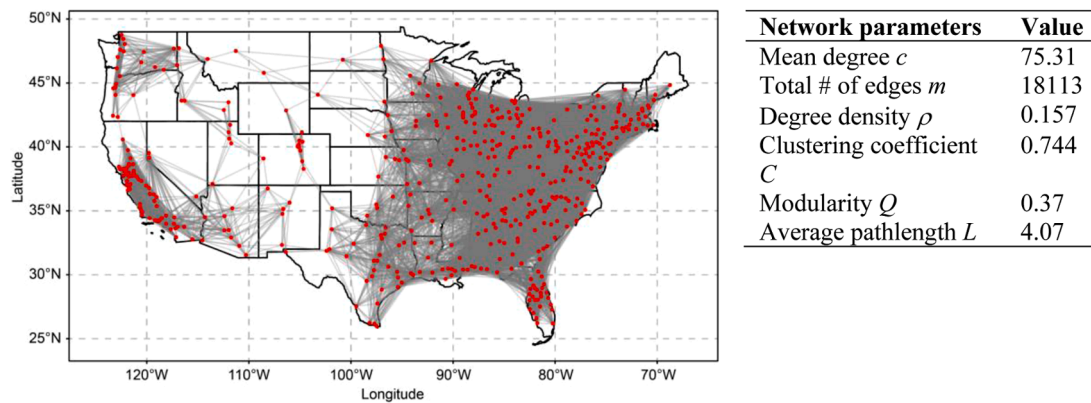 50°N
45°N
40°N
35°N
30°N
25°N
Latitude
120°W 110°W 100°W 90°W 80°W 70°W
Longitude
Network parameters Value
Mean degree c 75.31
Total # of edges m 18113
Degree density ρ 0.157
Clustering coefficient 0.744
C
Modularity Q 0.37
Average pathlength L 4.07